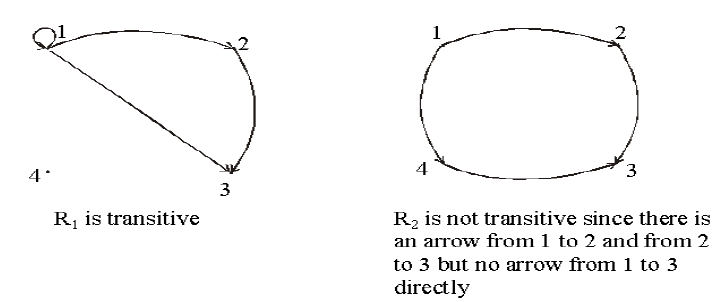 1
2
4
3
R₁ is transitive
1
2
4
3
R₂ is not transitive since there is
an arrow from 1 to 2 and from 2
to 3 but no arrow from 1 to 3
directly